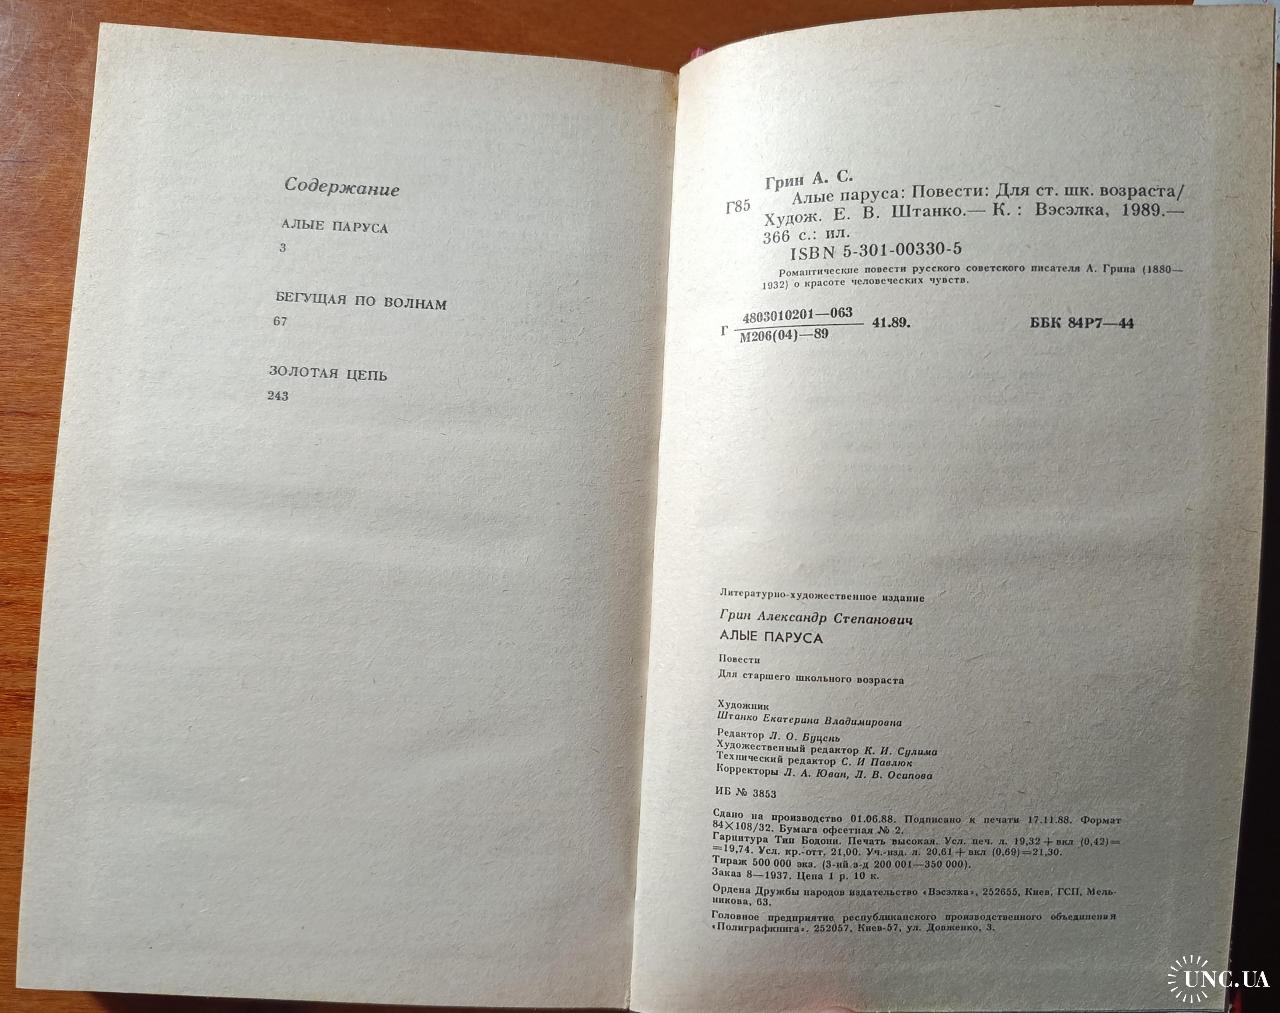 Содержание
АЛЫЕ ПАРУСА
3
БЕГУЩАЯ ПО ВОЛНАМ
67
ЗОЛОТАЯ ЦЕПЬ
243
Грин А. С.
Г85
Алые паруса: Повести: Для ст. шк. возраста/
Худож. Е. В. Штанко.— К. : Вэсэлка, 1989.—
366 с.: ил.
ISBN 5-301-00330-5
Романтические повести русского советского писателя А. Грина (1880—
1932) о красоте человеческих чувств.
Г 4803010201—063 41.89. ББК 84Р7—44
М206(04)—89
Литературно-художественное издание
Грин Александр Степанович
АЛЫЕ ПАРУСА
Повести
Для старшего школьного возраста
Художник
Штанко Екатерина Владимировна
Редактор Л. О. Буцень
Художественный редактор К. И. Сулима
Технический редактор С. И Павлюк
Корректоры Л. А. Юван, Л. В. Осипова
ИБ № 3853
Сдано на производство 01.06.88. Подписано к печати 17.11.88. Формат
84×108/32. Бумага офсетная № 2.
Гарнитура Тип Бодони. Печать высокая. Усл. печ. л. 19,32+вкл (0,42)=
=19,74. Усл. кр.-отт. 21,00. Уч.-изд. л. 20,61+вкл (0,69)=21,30.
Тираж 500 000 экз. (3-ий з-д 200 001—350 000).
Заказ 8—1937. Цена 1 р. 10 к.
Ордена Дружбы народов издательство «Вэсэлка», 252655, Киев, ГСП, Мель-
никова, 63.
Головное предприятие республиканского производственного объединения
«Полиграфкнига». 252057, Киев-57, ул. Довженко, 3.
UNC.UA